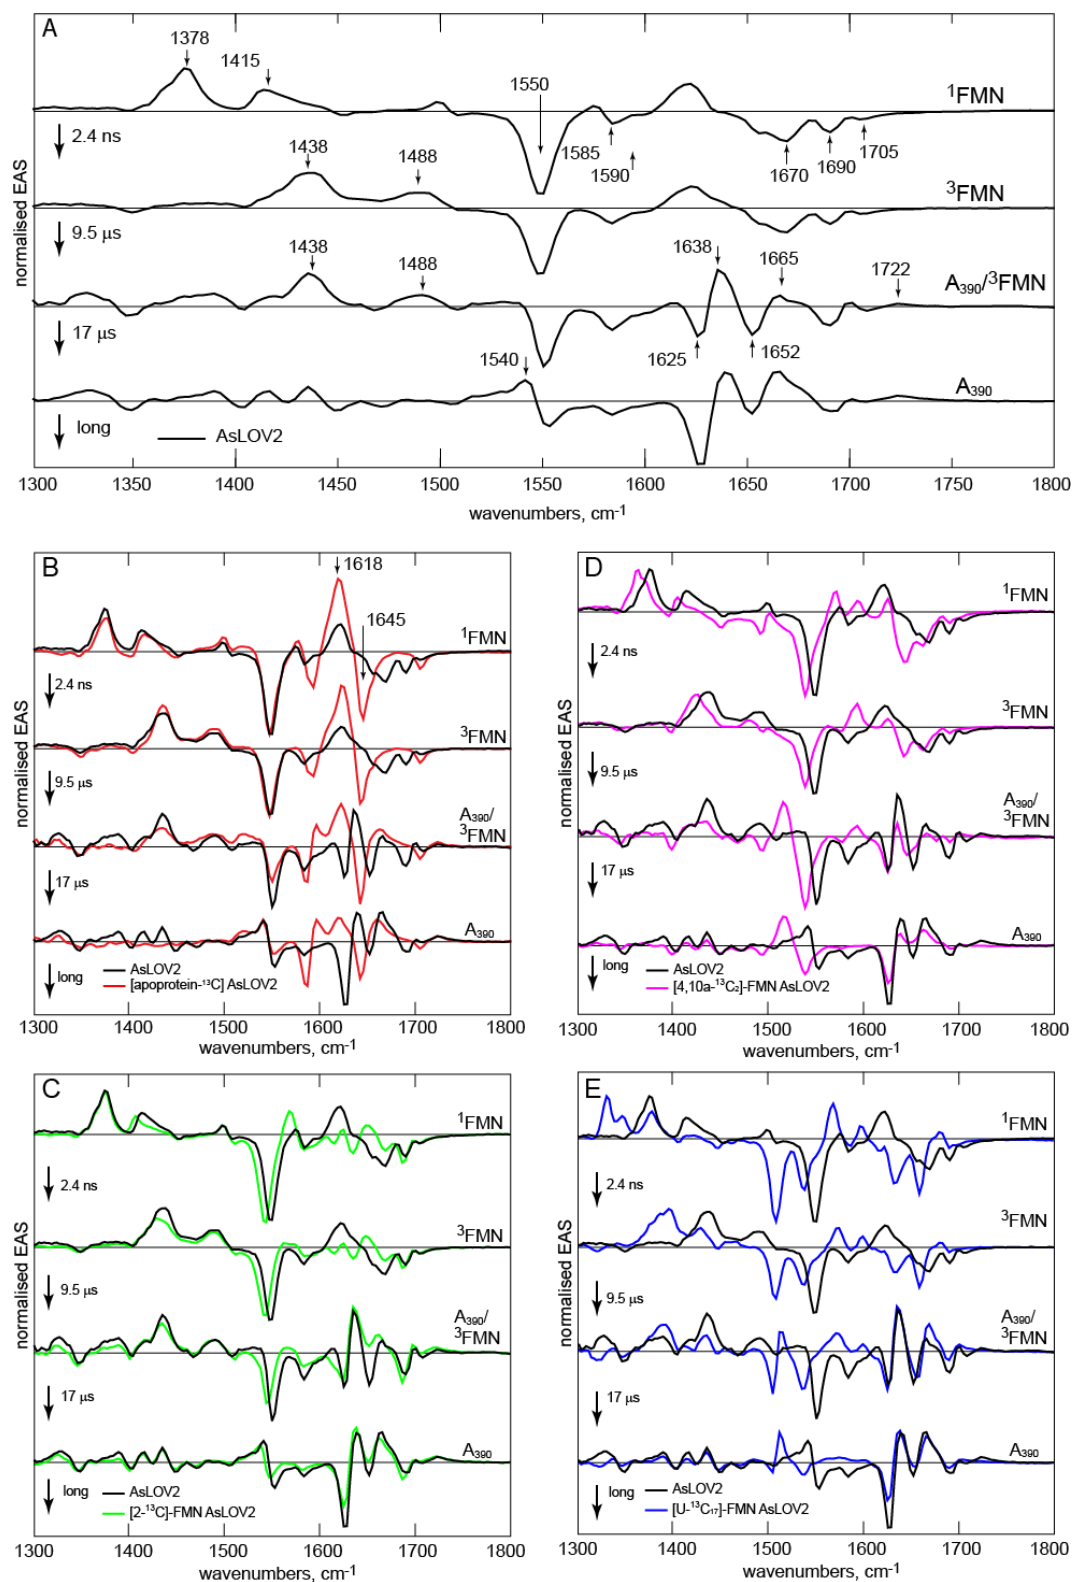 A
1378
1415
1550
¹FMN
2.4 ns
1585
1590
1670
1690
1705
1438
1488
³FMN
9.5 µs
1438
1488
1638
1665
1722
A₃₉₀/³FMN
17 µs
1540
1625
1652
A₃₉₀
long
AsLOV2
normalised EAS
1300 1350 1400 1450 1500 1550 1600 1650 1700 1750 1800
wavenumbers, cm⁻¹
B
1618
1645
¹FMN
2.4 ns
³FMN
9.5 µs
A₃₉₀/
³FMN
17 µs
A₃₉₀
long
AsLOV2
[apoprotein-¹³C] AsLOV2
normalised EAS
1300 1400 1500 1600 1700 1800
wavenumbers, cm⁻¹
D
¹FMN
2.4 ns
³FMN
9.5 µs
A₃₉₀/
³FMN
17 µs
A₃₉₀
long
AsLOV2
[4,10a-¹³C₂]-FMN AsLOV2
normalised EAS
1300 1400 1500 1600 1700 1800
wavenumbers, cm⁻¹
C
¹FMN
2.4 ns
³FMN
9.5 µs
A₃₉₀/
³FMN
17 µs
A₃₉₀
long
AsLOV2
[2-¹³C]-FMN AsLOV2
normalised EAS
1300 1400 1500 1600 1700 1800
wavenumbers, cm⁻¹
E
¹FMN
2.4 ns
³FMN
9.5 µs
A₃₉₀/
³FMN
17 µs
A₃₉₀
long
AsLOV2
[U-¹³C₁₇]-FMN AsLOV2
normalised EAS
1300 1400 1500 1600 1700 1800
wavenumbers, cm⁻¹